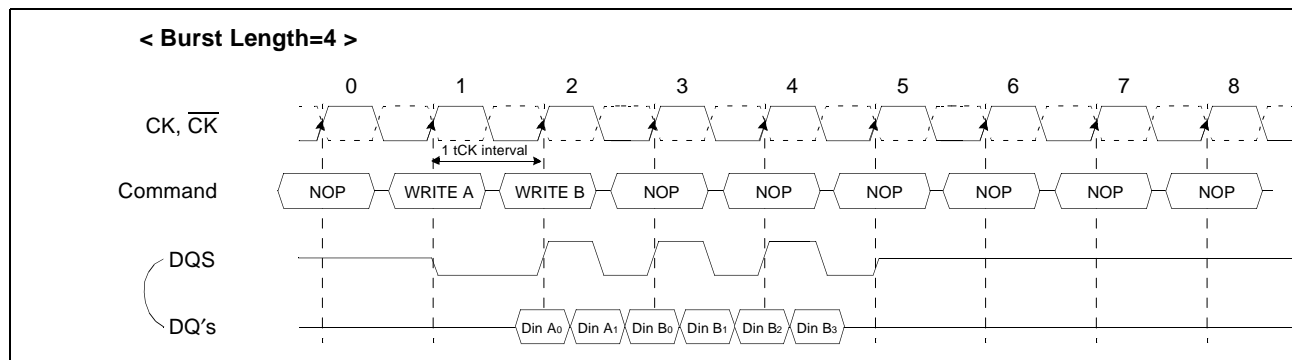 < Burst Length=4 >
0 1 2 3 4 5 6 7 8
CK, C̅K̅
1 tCK interval
Command NOP WRITE A WRITE B NOP NOP NOP NOP NOP NOP
DQS
DQ's Din A₀ Din A₁ Din B₀ Din B₁ Din B₂ Din B₃